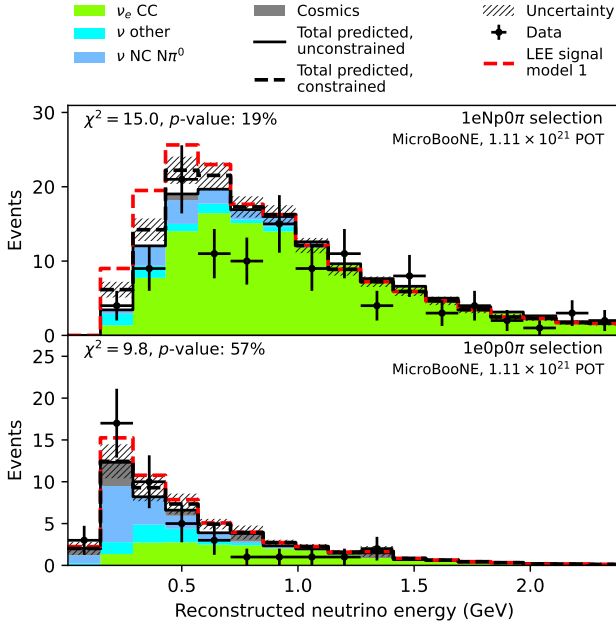 ν_e CC
ν other
ν NC Nπ⁰
Cosmics
Total predicted,
unconstrained
Total predicted,
constrained
Uncertainty
Data
LEE signal
model 1
χ² = 15.0, p-value: 19%
1eNp0π selection
MicroBooNE, 1.11 × 10²¹ POT
Events
30
20
10
0
χ² = 9.8, p-value: 57%
1e0p0π selection
MicroBooNE, 1.11 × 10²¹ POT
Events
25
20
15
10
5
0
0.5 1.0 1.5 2.0
Reconstructed neutrino energy (GeV)